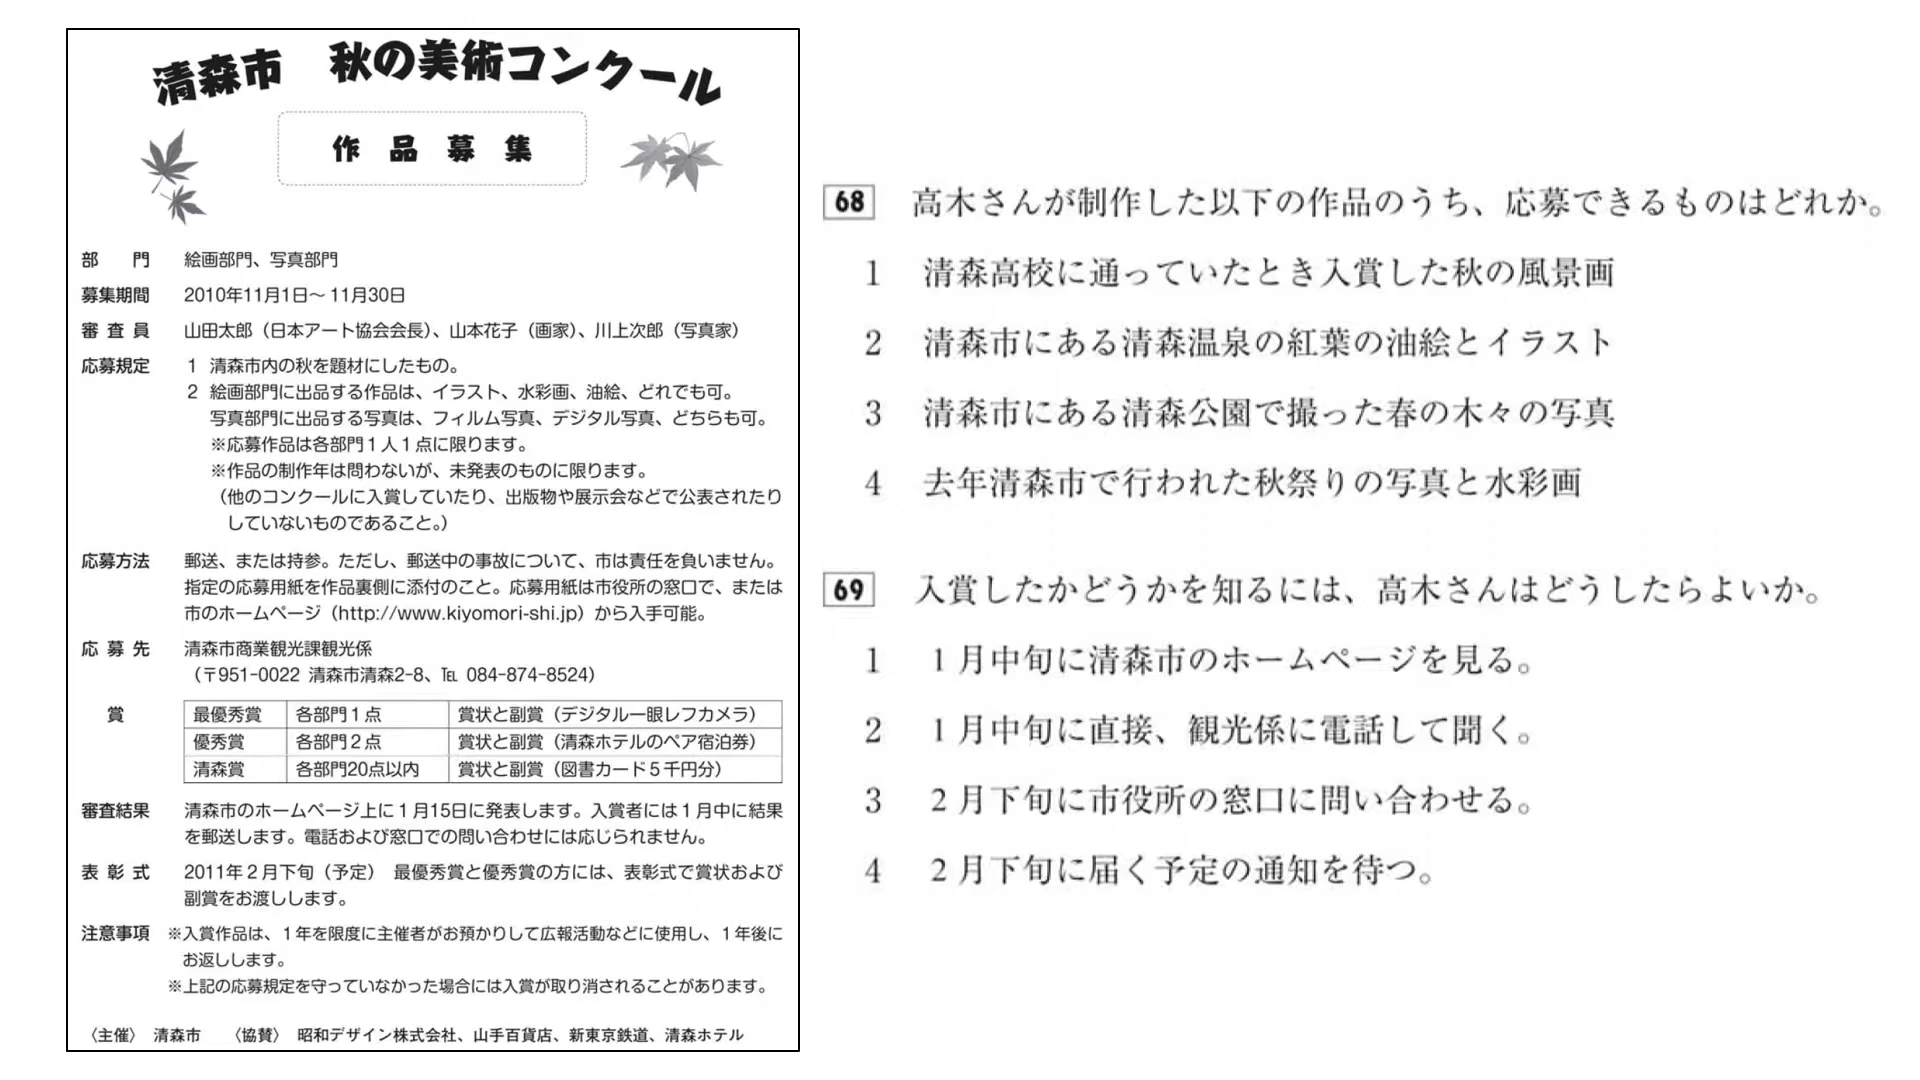 清森市 秋の美術コンクール
作品募集
部門 絵画部門、写真部門
募集期間 2010年11月1日～11月30日
審査員 山田太郎（日本アート協会会長）、山本花子（画家）、川上次郎（写真家）
応募規定 1 清森市内の秋を題材にしたもの。
2 絵画部門に出品する作品は、イラスト、水彩画、油絵、どれでも可。
写真部門に出品する写真は、フィルム写真、デジタル写真、どちらも可。
※応募作品は各部門1人1点に限ります。
※作品の制作年は問わないが、未発表のものに限ります。
（他のコンクールに入賞していたり、出版物や展示会などで公表されたり
していないものであること。）
応募方法 郵送、または持参。ただし、郵送中の事故について、市は責任を負いません。
指定の応募用紙を作品裏側に添付のこと。応募用紙は市役所の窓口で、または
市のホームページ（http://www.kiyomori-shi.jp）から入手可能。
応募先 清森市商業観光課観光係
（〒951-0022 清森市清森2-8、℡ 084-874-8524）
賞 最優秀賞 各部門1点 賞状と副賞（デジタル一眼レフカメラ）
優秀賞 各部門2点 賞状と副賞（清森ホテルのペア宿泊券）
清森賞 各部門20点以内 賞状と副賞（図書カード5千円分）
審査結果 清森市のホームページ上に1月15日に発表します。入賞者には1月中に結果
を郵送します。電話および窓口での問い合わせには応じられません。
表彰式 2011年2月下旬（予定） 最優秀賞と優秀賞の方には、表彰式で賞状および
副賞をお渡しします。
注意事項 ※入賞作品は、1年を限度に主催者がお預かりして広報活動などに使用し、1年後に
お返しします。
※上記の応募規定を守っていなかった場合には入賞が取り消されることがあります。
〈主催〉 清森市 〈協賛〉 昭和デザイン株式会社、山手百貨店、新東京鉄道、清森ホテル
68 高木さんが制作した以下の作品のうち、応募できるものはどれか。
1 清森高校に通っていたとき入賞した秋の風景画
2 清森市にある清森温泉の紅葉の油絵とイラスト
3 清森市にある清森公園で撮った春の木々の写真
4 去年清森市で行われた秋祭りの写真と水彩画
69 入賞したかどうかを知るには、高木さんはどうしたらよいか。
1 1月中旬に清森市のホームページを見る。
2 1月中旬に直接、観光係に電話して聞く。
3 2月下旬に市役所の窓口に問い合わせる。
4 2月下旬に届く予定の通知を待つ。